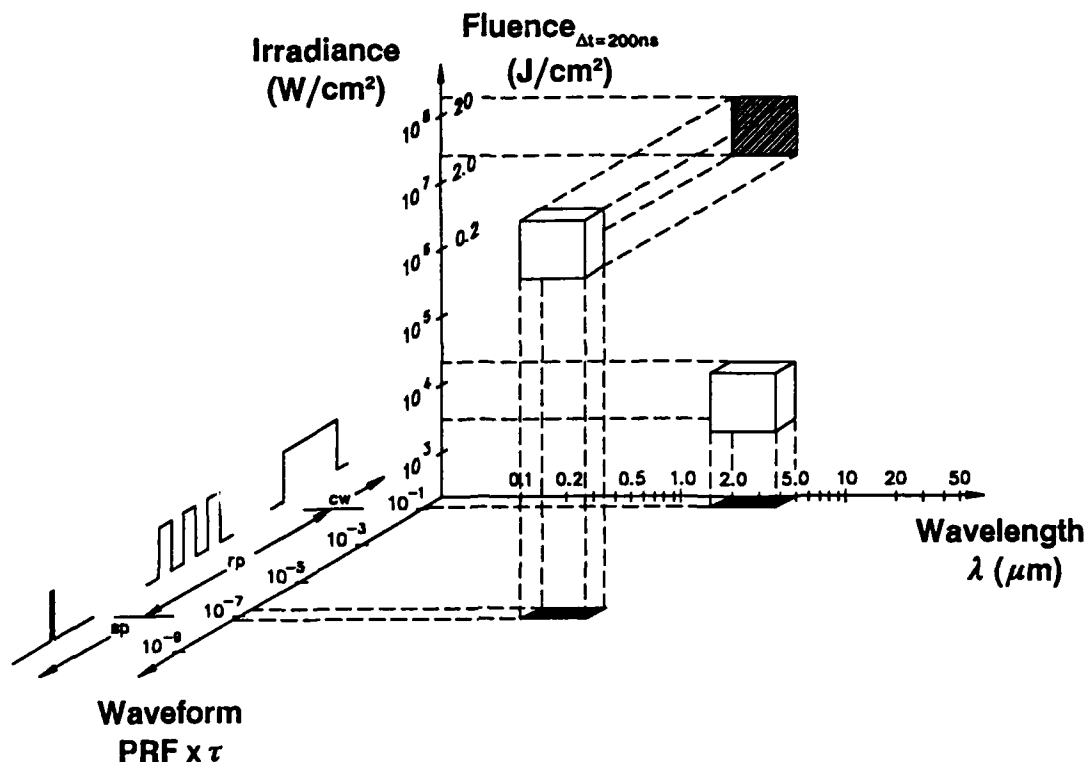 Irradiance
(W/cm²)
Fluence Δt=200ns
(J/cm²)
10⁸
20
10⁷
2.0
10⁶
0.2
10⁵
10⁴
10³
0.1 0.2 0.5 1.0 2.0 5.0 10 20 50
Wavelength
λ (μm)
cw
10⁻¹
rp
10⁻³
10⁻⁵
sp
10⁻⁷
10⁻⁹
Waveform
PRF x τ